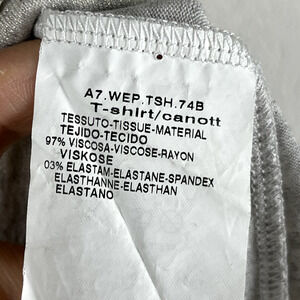 A7.WEP.TSH.74B
T-shirt/canott
TESSUTO-TISSUE-MATERIAL
TEJIDO-TECIDO
97% VISCOSA-VISCOSE-RAYON
VISKOSE
03% ELASTAM-ELASTANE-SPANDEX
ELASTHANNE-ELASTHAN
ELASTANO